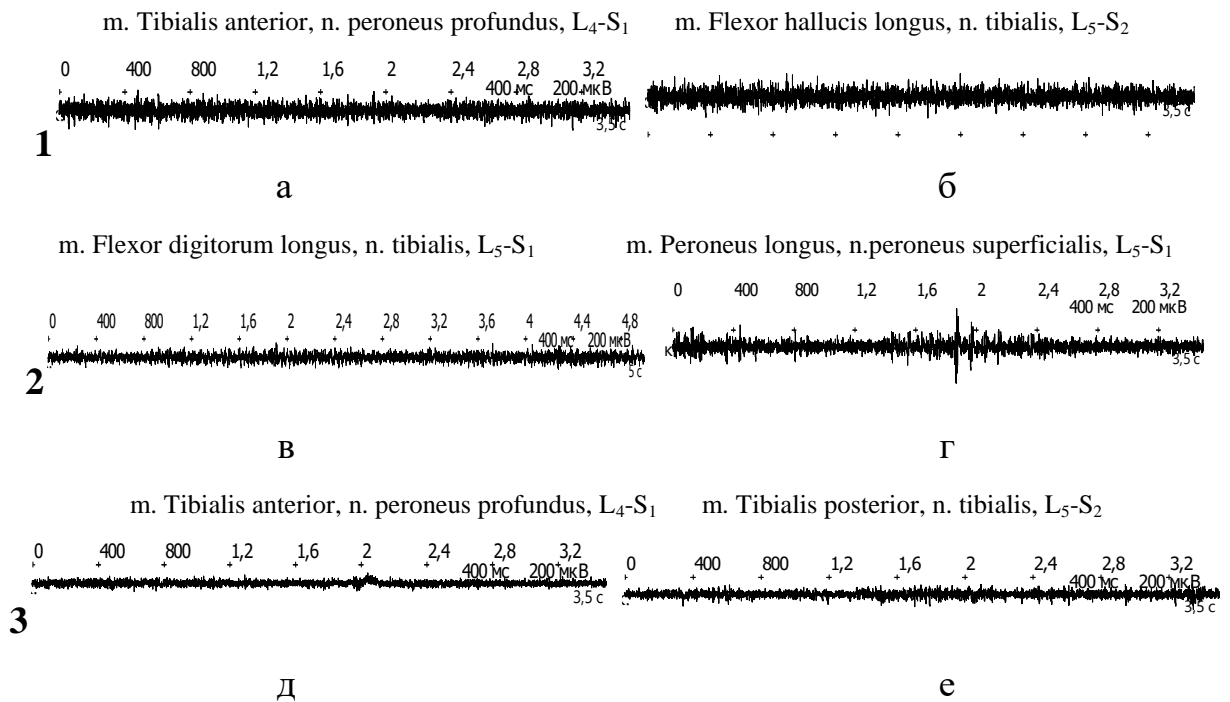 m. Tibialis anterior, n. peroneus profundus, L4-S1
m. Flexor hallucis longus, n. tibialis, L5-S2
0 400 800 1,2 1,6 2 2,4 2,8 3,2
400 мс 200 мкВ
3,5 с
3,5 с
1
а
б
m. Flexor digitorum longus, n. tibialis, L5-S1
m. Peroneus longus, n.peroneus superficialis, L5-S1
0 400 800 1,2 1,6 2 2,4 2,8 3,2 3,6 4 4,4 4,8
400 мс 200 мкВ
5 с
0 400 800 1,2 1,6 2 2,4 2,8 3,2
400 мс 200 мкВ
3,5 с
2
в
г
m. Tibialis anterior, n. peroneus profundus, L4-S1
m. Tibialis posterior, n. tibialis, L5-S2
0 400 800 1,2 1,6 2 2,4 2,8 3,2
400 мс 200 мкВ
3,5 с
0 400 800 1,2 1,6 2 2,4 2,8 3,2
400 мс 200 мкВ
3,5 с
3
д
е